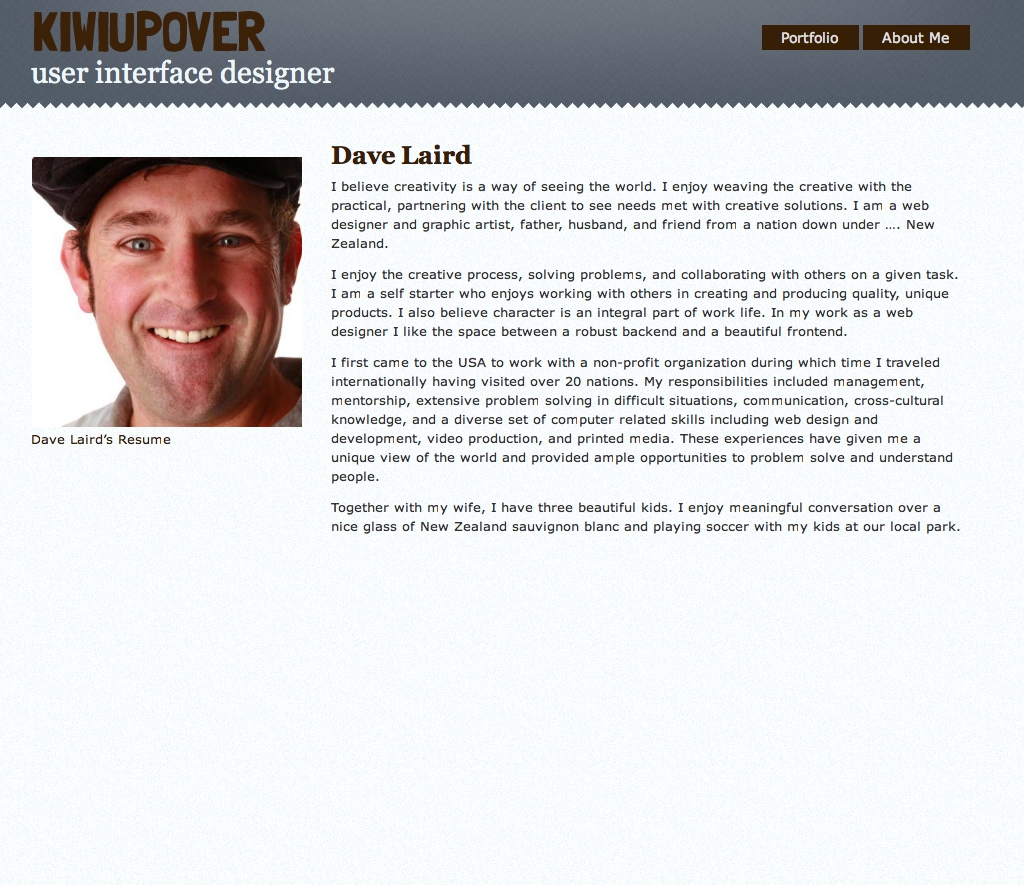 KIWIUPOVER
user interface designer
Portfolio
About Me
Dave Laird
I believe creativity is a way of seeing the world. I enjoy weaving the creative with the
practical, partnering with the client to see needs met with creative solutions. I am a web
designer and graphic artist, father, husband, and friend from a nation down under .... New
Zealand.
I enjoy the creative process, solving problems, and collaborating with others on a given task.
I am a self starter who enjoys working with others in creating and producing quality, unique
products. I also believe character is an integral part of work life. In my work as a web
designer I like the space between a robust backend and a beautiful frontend.
I first came to the USA to work with a non-profit organization during which time I traveled
internationally having visited over 20 nations. My responsibilities included management,
mentorship, extensive problem solving in difficult situations, communication, cross-cultural
knowledge, and a diverse set of computer related skills including web design and
development, video production, and printed media. These experiences have given me a
unique view of the world and provided ample opportunities to problem solve and understand
people.
Together with my wife, I have three beautiful kids. I enjoy meaningful conversation over a
nice glass of New Zealand sauvignon blanc and playing soccer with my kids at our local park.
Dave Laird’s Resume